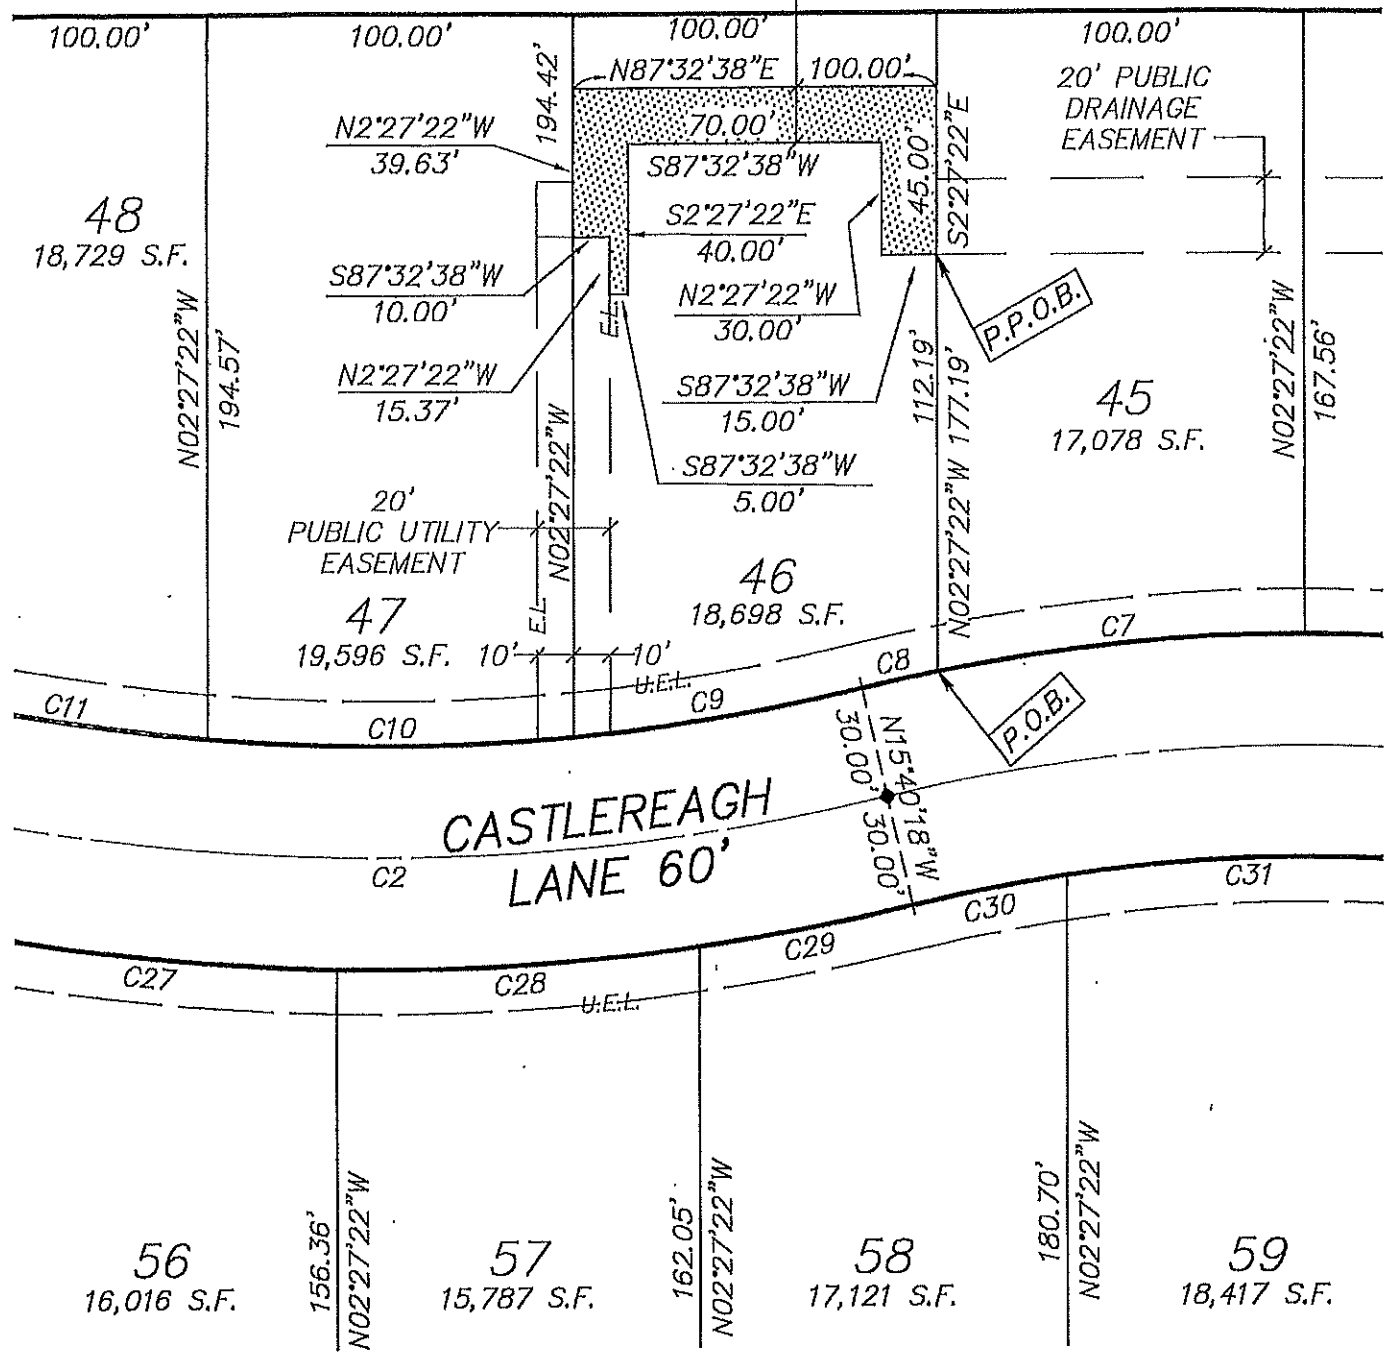 100.00'
100.00'
100.00'
100.00'
194.42'
N87°32'38"E
100.00'
20' PUBLIC
DRAINAGE
EASEMENT
N2°27'22"W
39.63'
70.00'
S87°32'38"W
45.00'
S2°27'22"E
48
18,729 S.F.
S2°27'22"E
40.00'
S87°32'38"W
10.00'
N2°27'22"W
30.00'
E.L.
P.P.O.B.
N02°27'22"W
194.57'
N2°27'22"W
15.37'
S87°32'38"W
15.00'
112.19'
N02°27'22"W 177.19'
45
17,078 S.F.
N02°27'22"W
167.56'
S87°32'38"W
5.00'
N02°27'22"W
20'
PUBLIC UTILITY
EASEMENT
46
18,698 S.F.
47
19,596 S.F.
E.L.
10'
10'
U.E.L.
C7
C8
C9
C10
C11
P.O.B.
N15°40'18"W
30.00'
30.00'
CASTLEREAGH
LANE 60'
C2
C31
C30
C29
C28
C27
U.E.L.
156.36'
N02°27'22"W
162.05'
N02°27'22"W
180.70'
N02°27'22"W
56
16,016 S.F.
57
15,787 S.F.
58
17,121 S.F.
59
18,417 S.F.